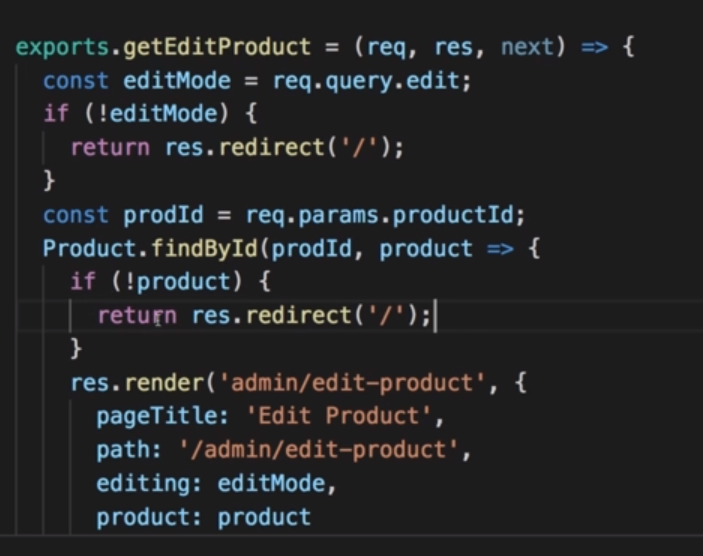 exports.getEditProduct = (req, res, next) => {
const editMode = req.query.edit;
if (!editMode) {
return res.redirect('/');
}
const prodId = req.params.productId;
Product.findById(prodId, product => {
if (!product) {
return res.redirect('/');
}
res.render('admin/edit-product', {
pageTitle: 'Edit Product',
path: '/admin/edit-product',
editing: editMode,
product: product